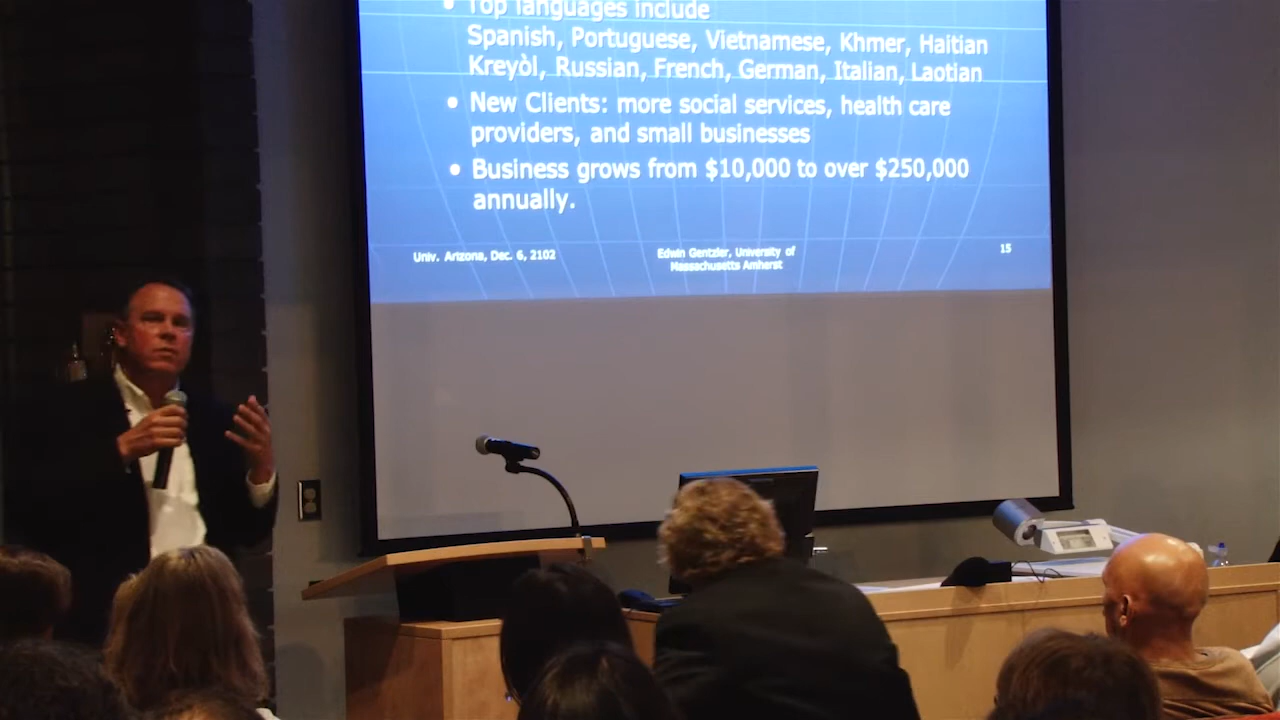 • Top languages include
Spanish, Portuguese, Vietnamese, Khmer, Haitian
Kreyòl, Russian, French, German, Italian, Laotian
• New Clients: more social services, health care
providers, and small businesses
• Business grows from $10,000 to over $250,000
annually.
Univ. Arizona, Dec. 6, 2102
Edwin Gentzler, University of
Massachusetts Amherst
15